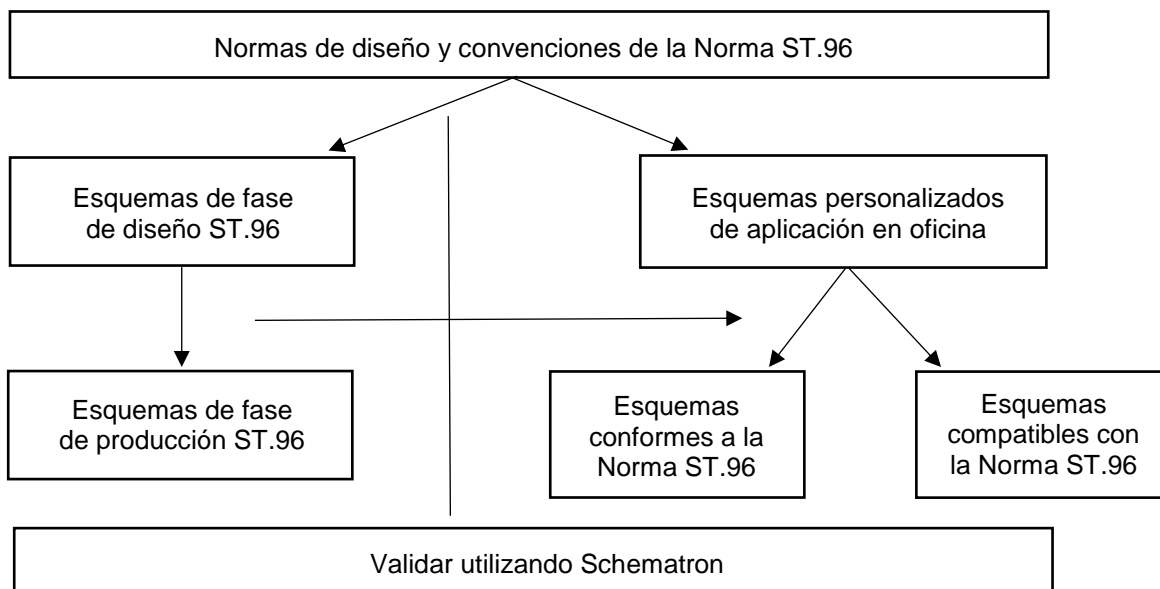 Normas de diseño y convenciones de la Norma ST.96
Esquemas de fase
de diseño ST.96
Esquemas personalizados
de aplicación en oficina
Esquemas de fase
de producción ST.96
Esquemas
conformes a la
Norma ST.96
Esquemas
compatibles con
la Norma ST.96
Validar utilizando Schematron